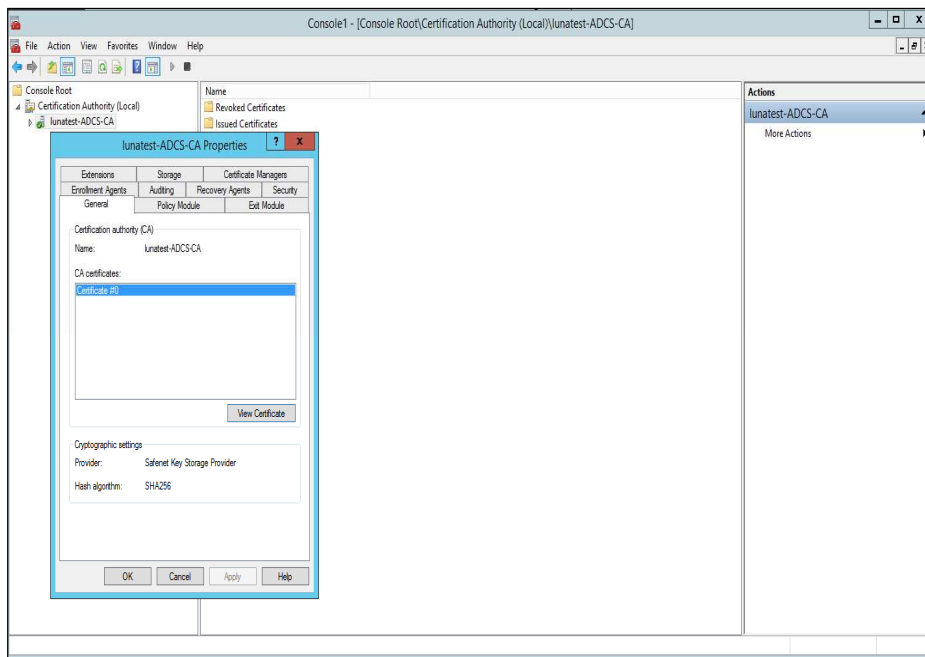 Console1 - [Console Root\Certification Authority (Local)\lunatest-ADCS-CA]
File Action View Favorites Window Help
Console Root
Certification Authority (Local)
lunatest-ADCS-CA
Name
Revoked Certificates
Issued Certificates
Actions
lunatest-ADCS-CA
More Actions
lunatest-ADCS-CA Properties
Extensions Storage Certificate Managers
Enrollment Agents Auditing Recovery Agents Security
General Policy Module Exit Module
Certification authority (CA)
Name: lunatest-ADCS-CA
CA certificates:
Certificate #0
View Certificate
Cryptographic settings
Provider: Safenet Key Storage Provider
Hash algorithm: SHA256
OK Cancel Apply Help